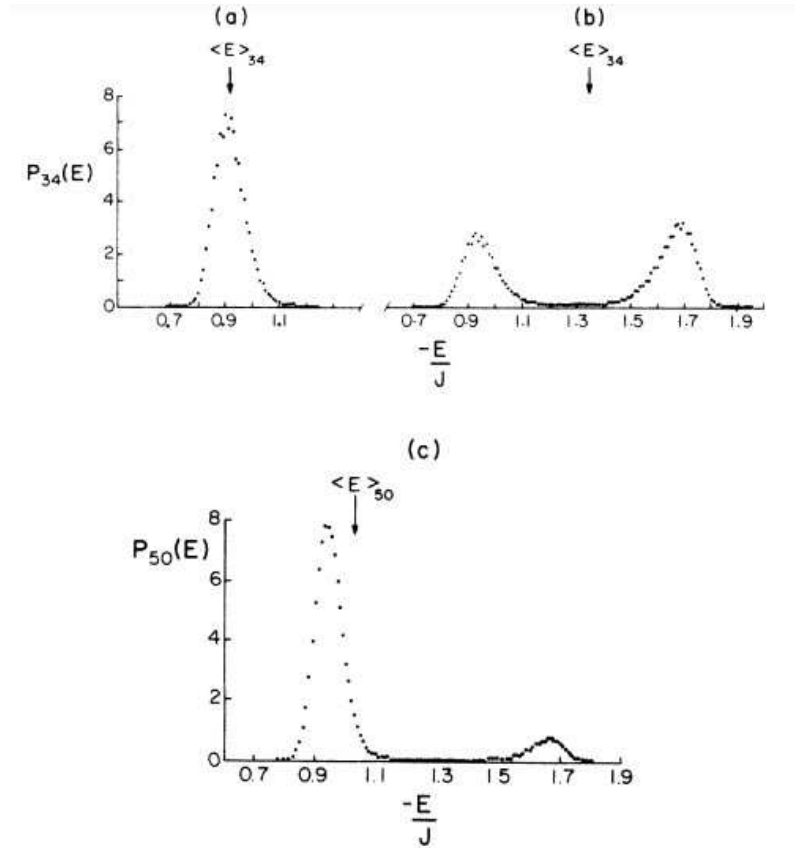 (a) (b)
<E>34 <E>34
8
6
P34(E)
4
2
0
0.7 0.9 1.1 0.7 0.9 1.1 1.3 1.5 1.7 1.9
-E
J
(c)
<E>50
8
P50(E)
6
4
2
0
0.7 0.9 1.1 1.3 1.5 1.7 1.9
-E
J